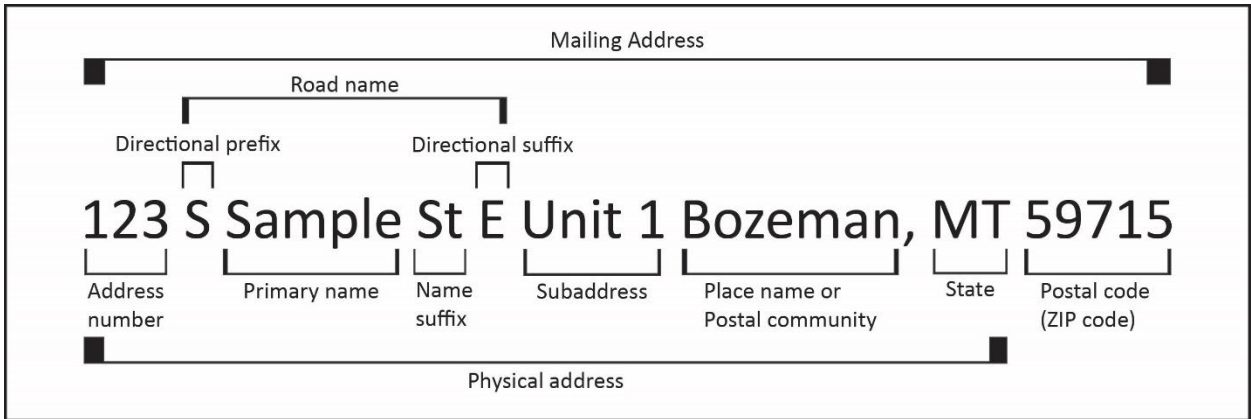 Mailing Address
Road name
Directional prefix
Directional suffix
123 S Sample St E Unit 1 Bozeman, MT 59715
Address
number
Primary name
Name
suffix
Subaddress
Place name or
Postal community
State
Postal code
(ZIP code)
Physical address